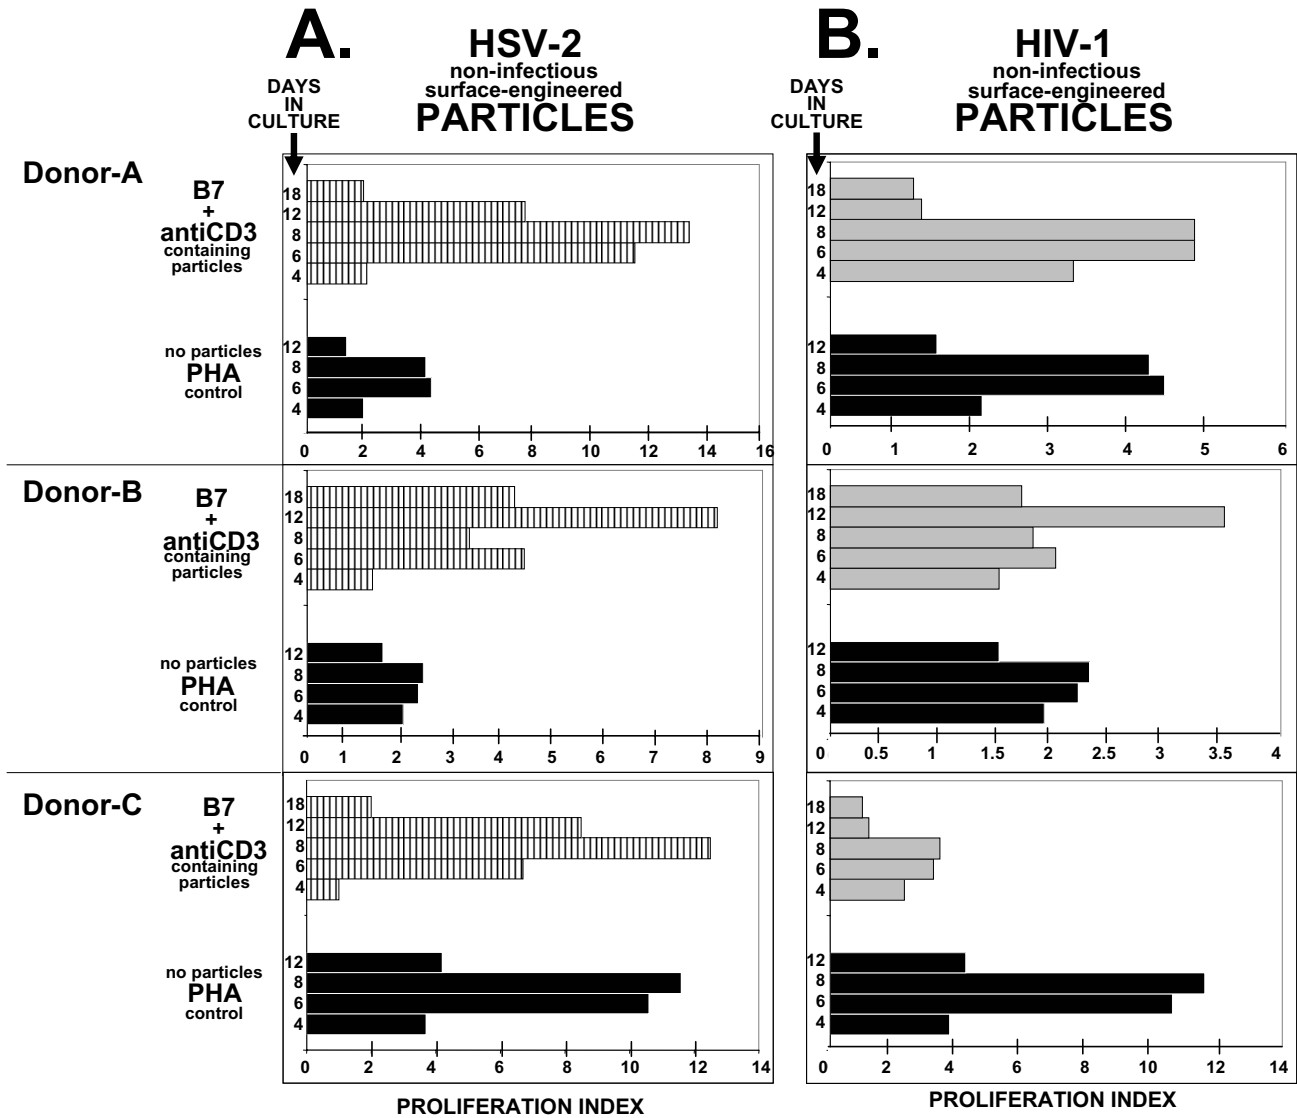 A.
HSV-2
non-infectious
surface-engineered
PARTICLES
DAYS
IN
CULTURE
B.
HIV-1
non-infectious
surface-engineered
PARTICLES
DAYS
IN
CULTURE
Donor-A
B7
+
antiCD3
containing
particles
18
12
8
6
4
no particles
PHA
control
12
8
6
4
0 2 4 6 8 10 12 14 16
18
12
8
6
4
12
8
6
4
0 1 2 3 4 5 6
Donor-B
B7
+
antiCD3
containing
particles
18
12
8
6
4
no particles
PHA
control
12
8
6
4
0 1 2 3 4 5 6 7 8 9
18
12
8
6
4
12
8
6
4
0 0.5 1 1.5 2 2.5 3 3.5 4
Donor-C
B7
+
antiCD3
containing
particles
18
12
8
6
4
no particles
PHA
control
12
8
6
4
0 2 4 6 8 10 12 14
18
12
8
6
4
12
8
6
4
0 2 4 6 8 10 12 14
PROLIFERATION INDEX
PROLIFERATION INDEX